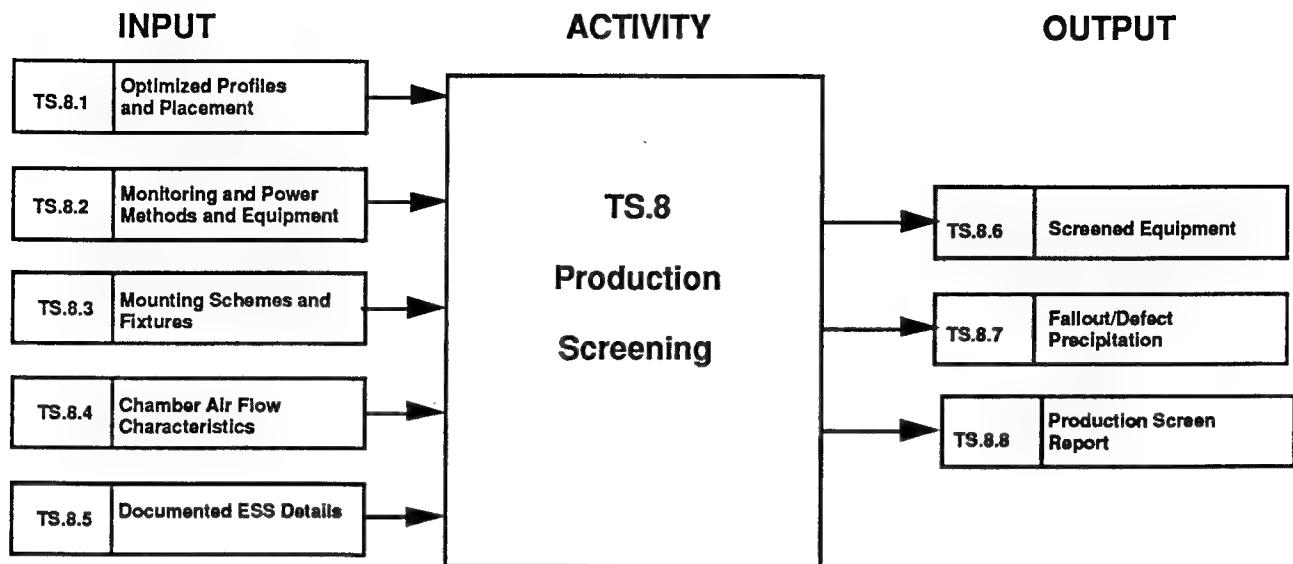 INPUT
ACTIVITY
OUTPUT
TS.8.1
Optimized Profiles
and Placement
TS.8.2
Monitoring and Power
Methods and Equipment
TS.8.3
Mounting Schemes and
Fixtures
TS.8.4
Chamber Air Flow
Characteristics
TS.8.5
Documented ESS Details
TS.8
Production
Screening
TS.8.6
Screened Equipment
TS.8.7
Fallout/Defect
Precipitation
TS.8.8
Production Screen
Report